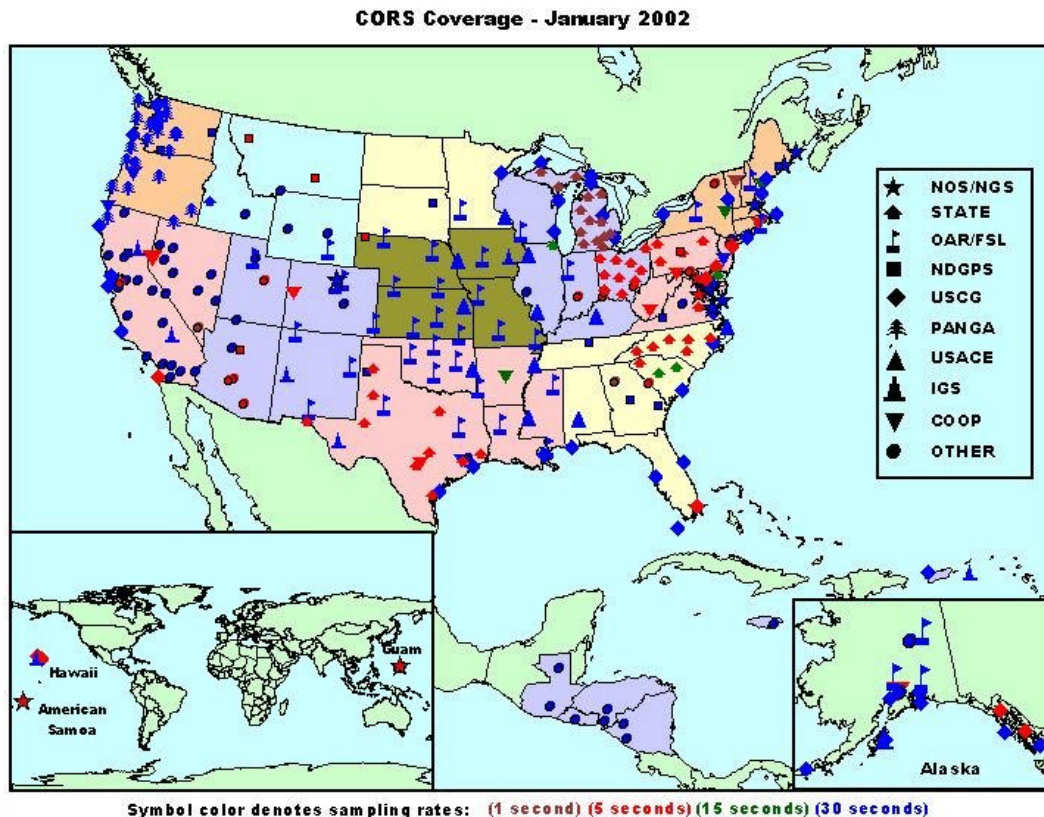 CORS Coverage - January 2002
NOS/NGS
STATE
OAR/FSL
NDGPS
USCG
PANGA
USACE
IGS
COOP
OTHER
Hawaii
Guam
American
Samoa
Alaska
Symbol color denotes sampling rates: (1 second) (5 seconds) (15 seconds) (30 seconds)